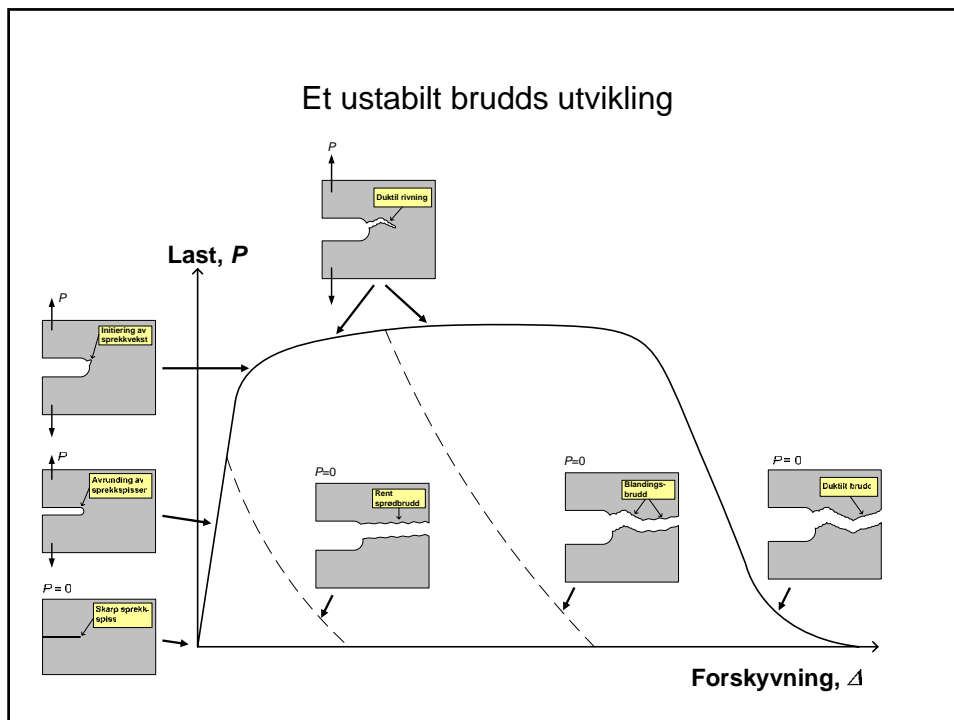 Et ustabilt brudds utvikling
P
Duktil rivning
Last, P
P
Initiering av
sprekkvekst
P
Avrunding av
sprekkspisser
P = 0
Skarp sprekk-
spiss
P=0
Rent
sprødbrudd
P=0
Blandings-
brudd
P = 0
Duktilt brudd
Forskyvning, Δ